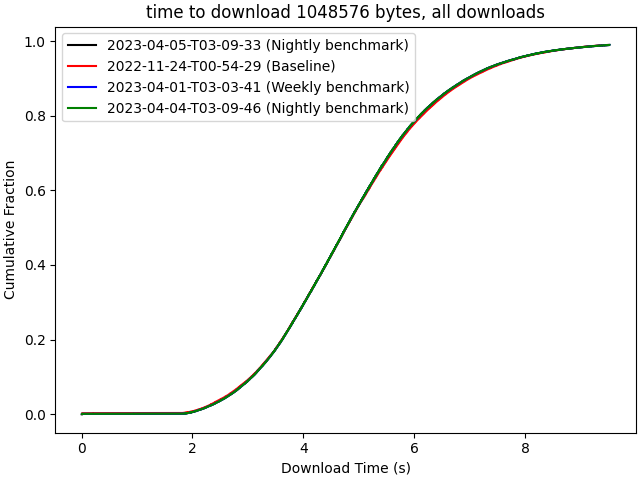 time to download 1048576 bytes, all downloads
2023-04-05-T03-09-33 (Nightly benchmark)
2022-11-24-T00-54-29 (Baseline)
2023-04-01-T03-03-41 (Weekly benchmark)
2023-04-04-T03-09-46 (Nightly benchmark)
Cumulative Fraction
1.0
0.8
0.6
0.4
0.2
0.0
0 2 4 6 8
Download Time (s)